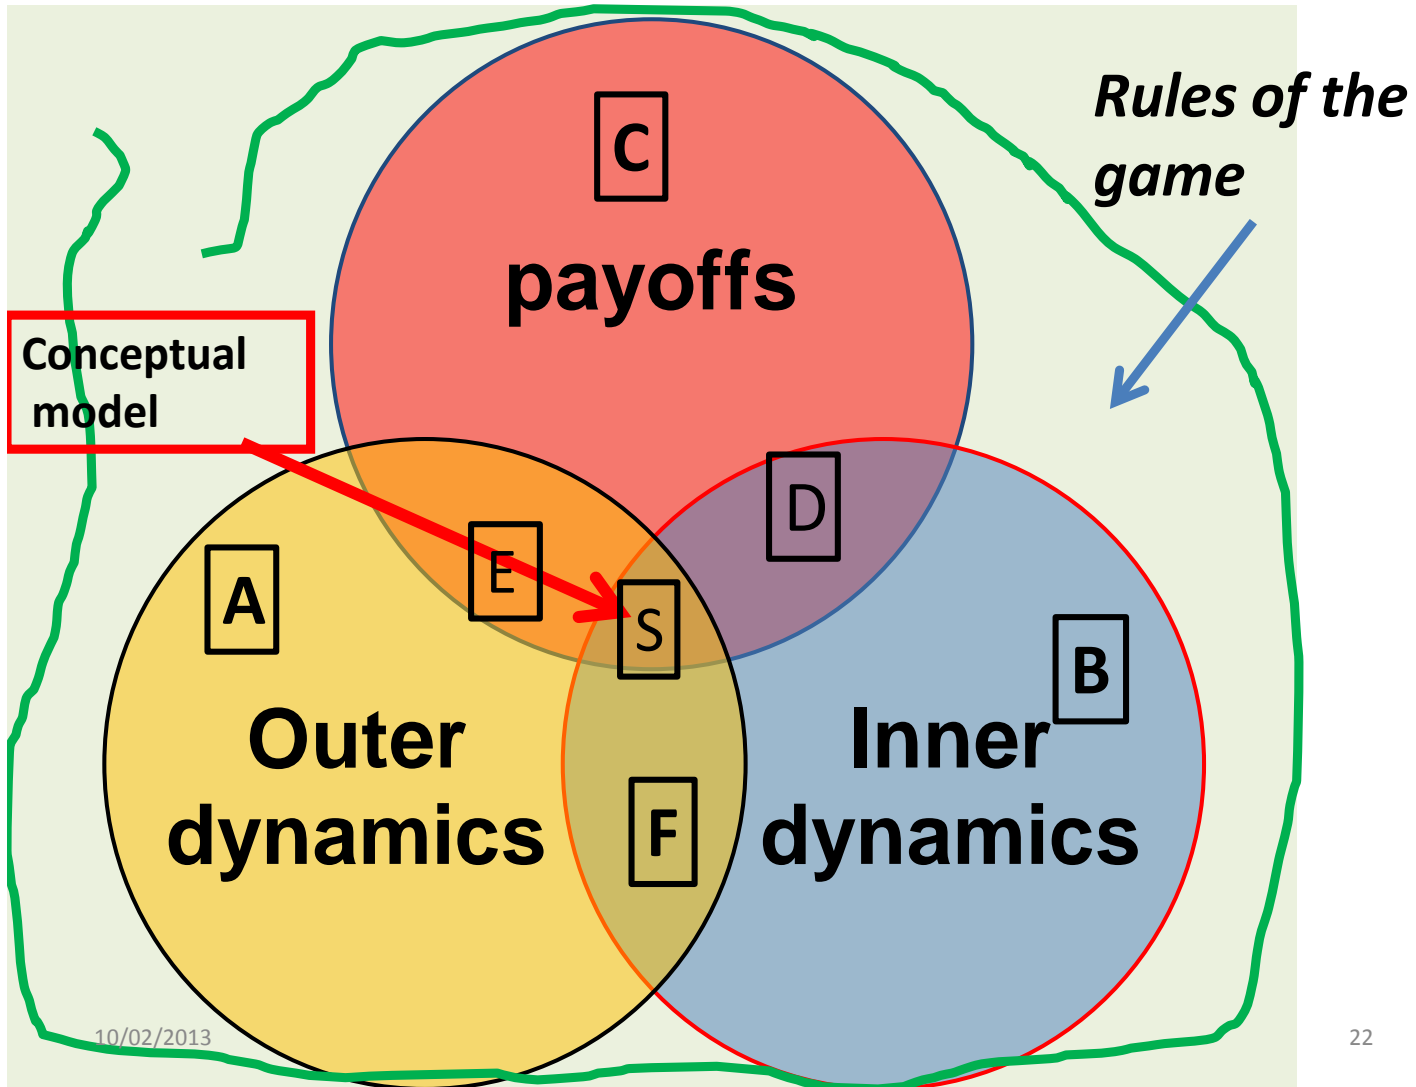 Rules of the
game
C
payoffs
Conceptual
model
D
E
A
S
B
Outer
dynamics
Inner
dynamics
F
10/02/2013
22